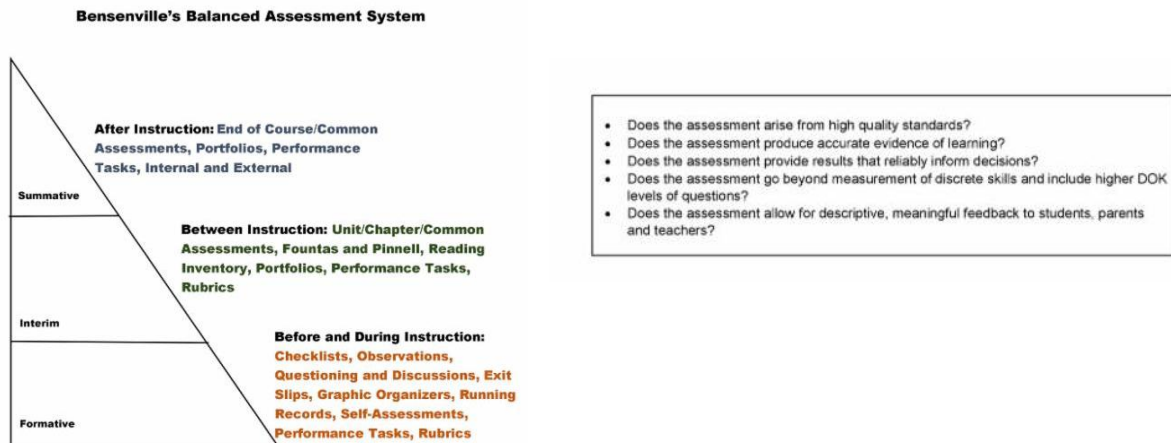 Bensenville's Balanced Assessment System
After Instruction: End of Course/Common
Assessments, Portfolios, Performance
Tasks, Internal and External
Summative
Between Instruction: Unit/Chapter/Common
Assessments, Fountas and Pinnell, Reading
Inventory, Portfolios, Performance Tasks,
Rubrics
Interim
Before and During Instruction:
Checklists, Observations,
Questioning and Discussions, Exit
Slips, Graphic Organizers, Running
Records, Self-Assessments,
Performance Tasks, Rubrics
Formative
• Does the assessment arise from high quality standards?
• Does the assessment produce accurate evidence of learning?
• Does the assessment provide results that reliably inform decisions?
• Does the assessment go beyond measurement of discrete skills and include higher DOK
levels of questions?
• Does the assessment allow for descriptive, meaningful feedback to students, parents
and teachers?